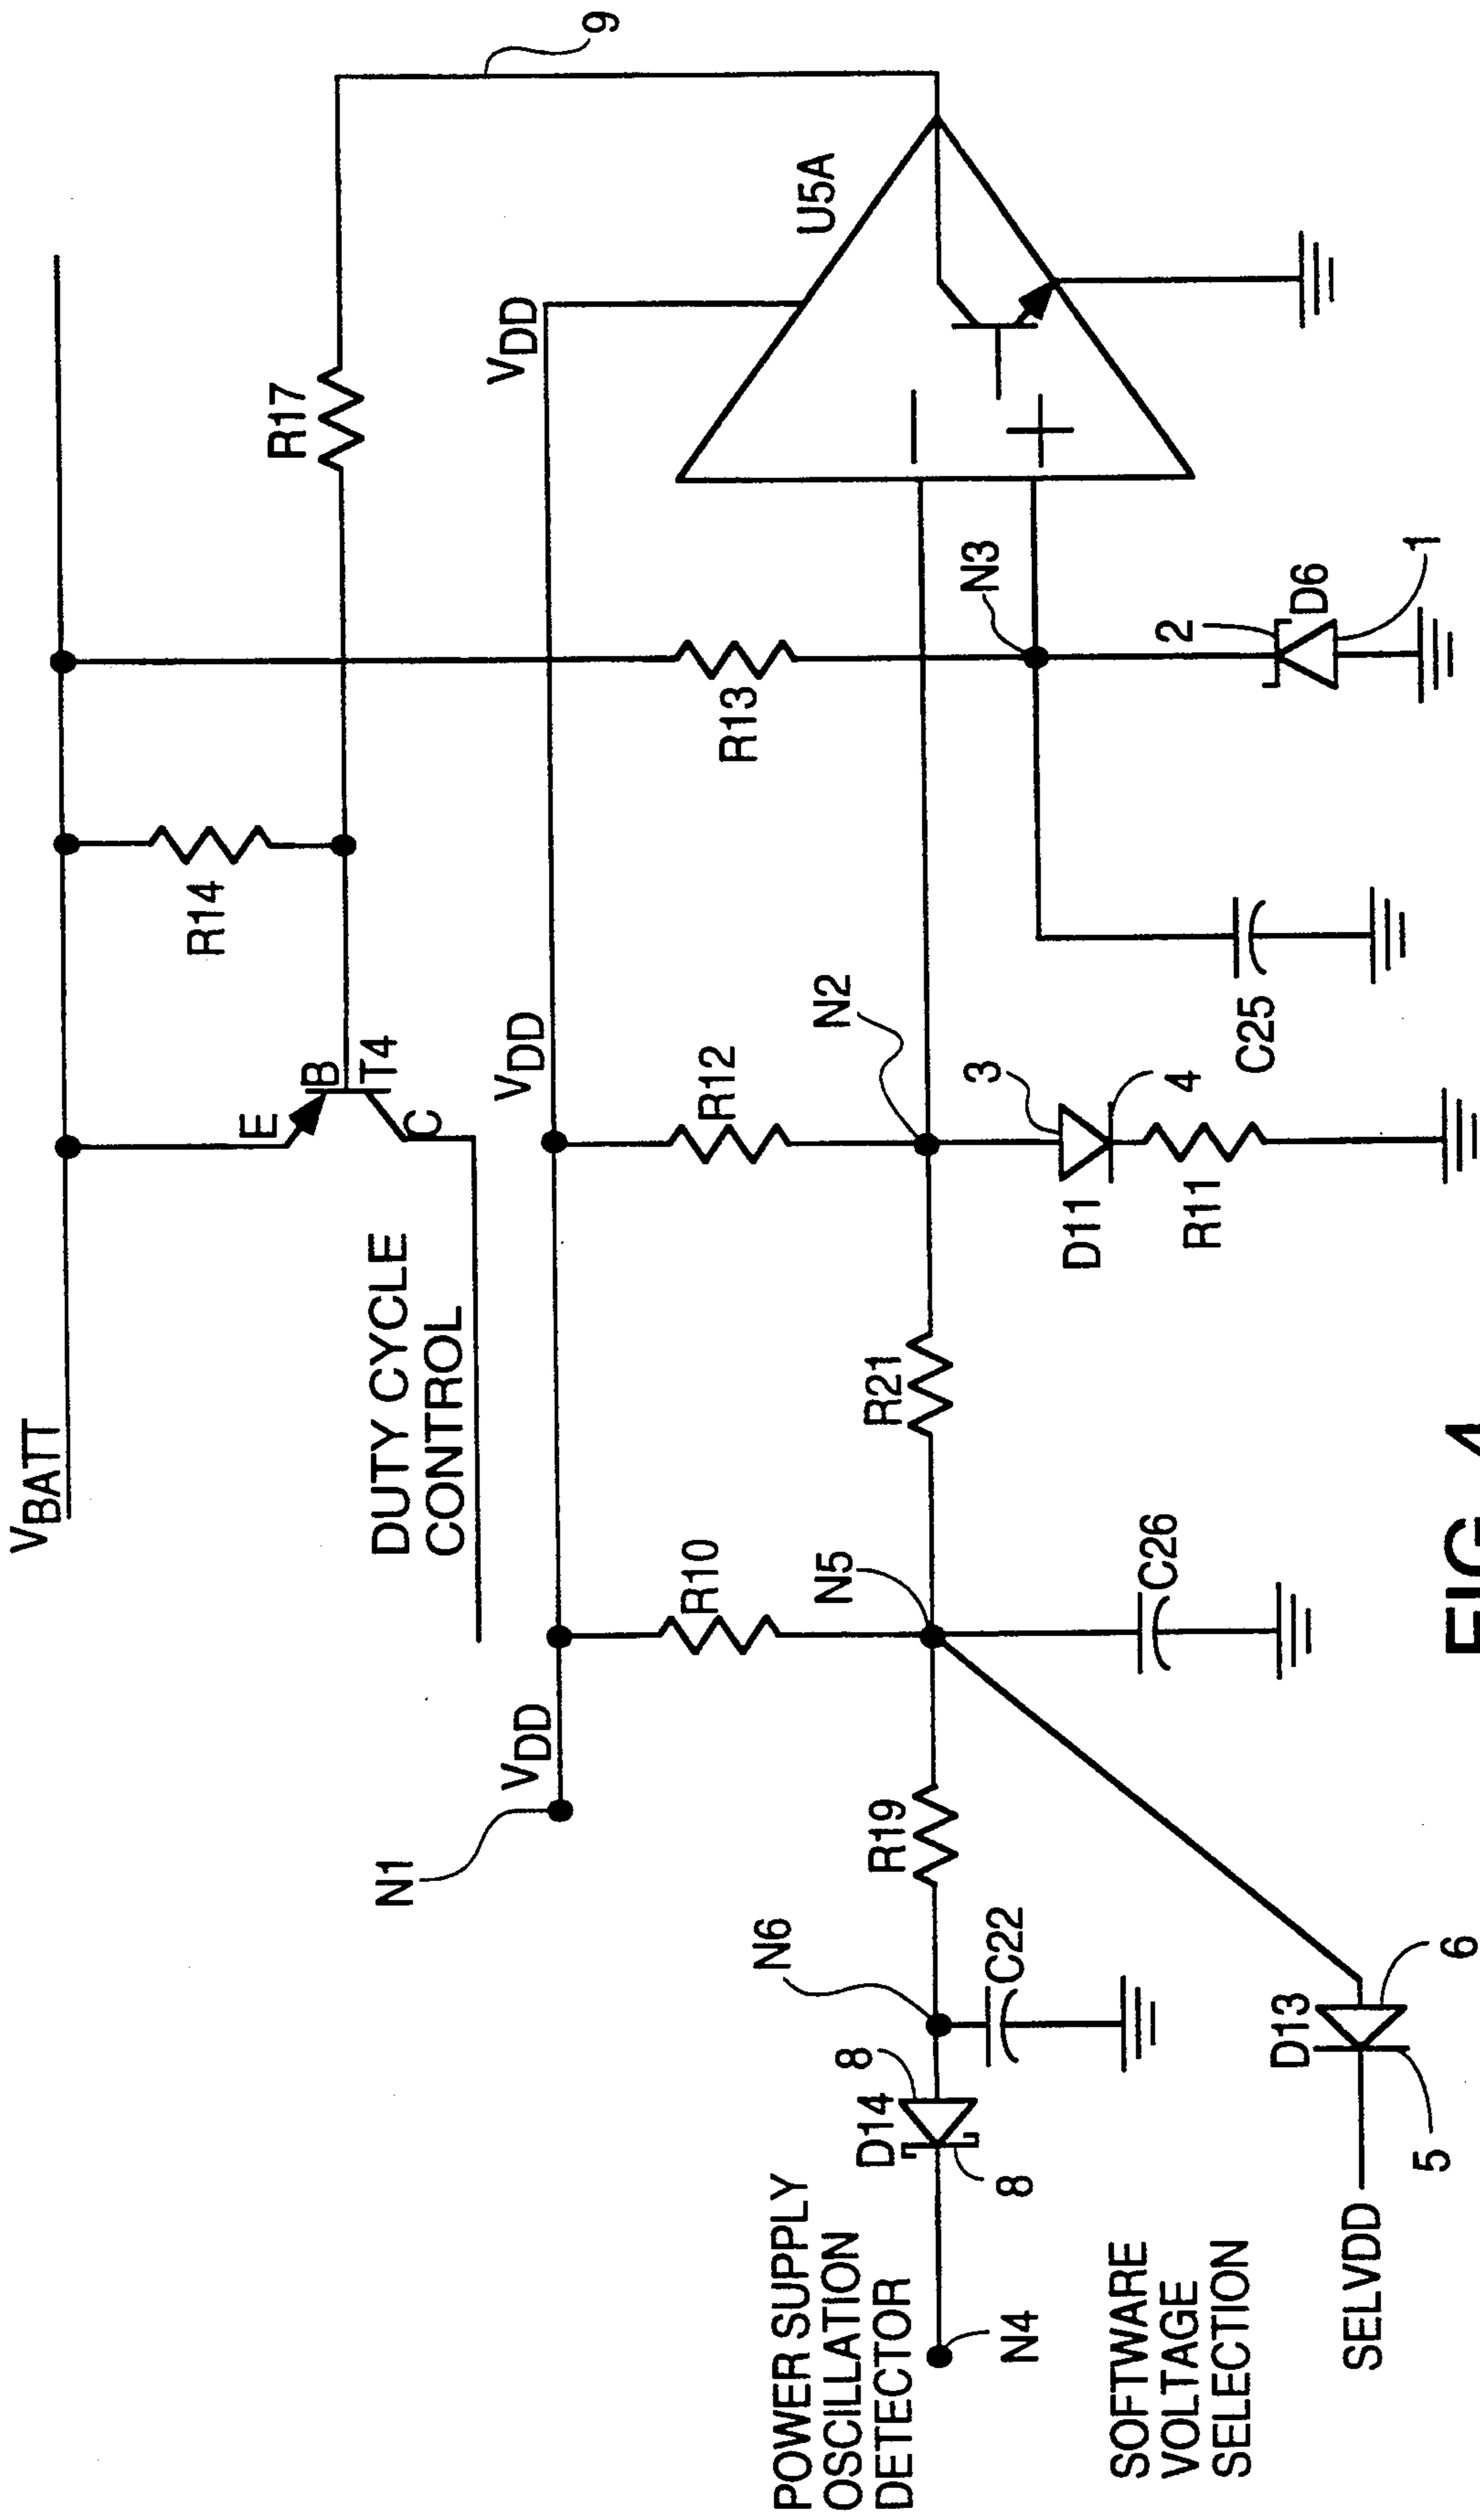 VBATT
DUTY CYCLE
CONTROL
E
B
T4
C
R14
R17
9
N1
VDD
VDD
VDD
U5A
R10
R12
R13
N5
N2
N3
POWER SUPPLY
OSCILLATION
DETECTOR
N4
D14
8
8
N6
C22
R19
R21
C26
3
D11
4
R11
C25
2
D6
1
SOFTWARE
VOLTAGE
SELECTION
SELVDD
D13
5
6